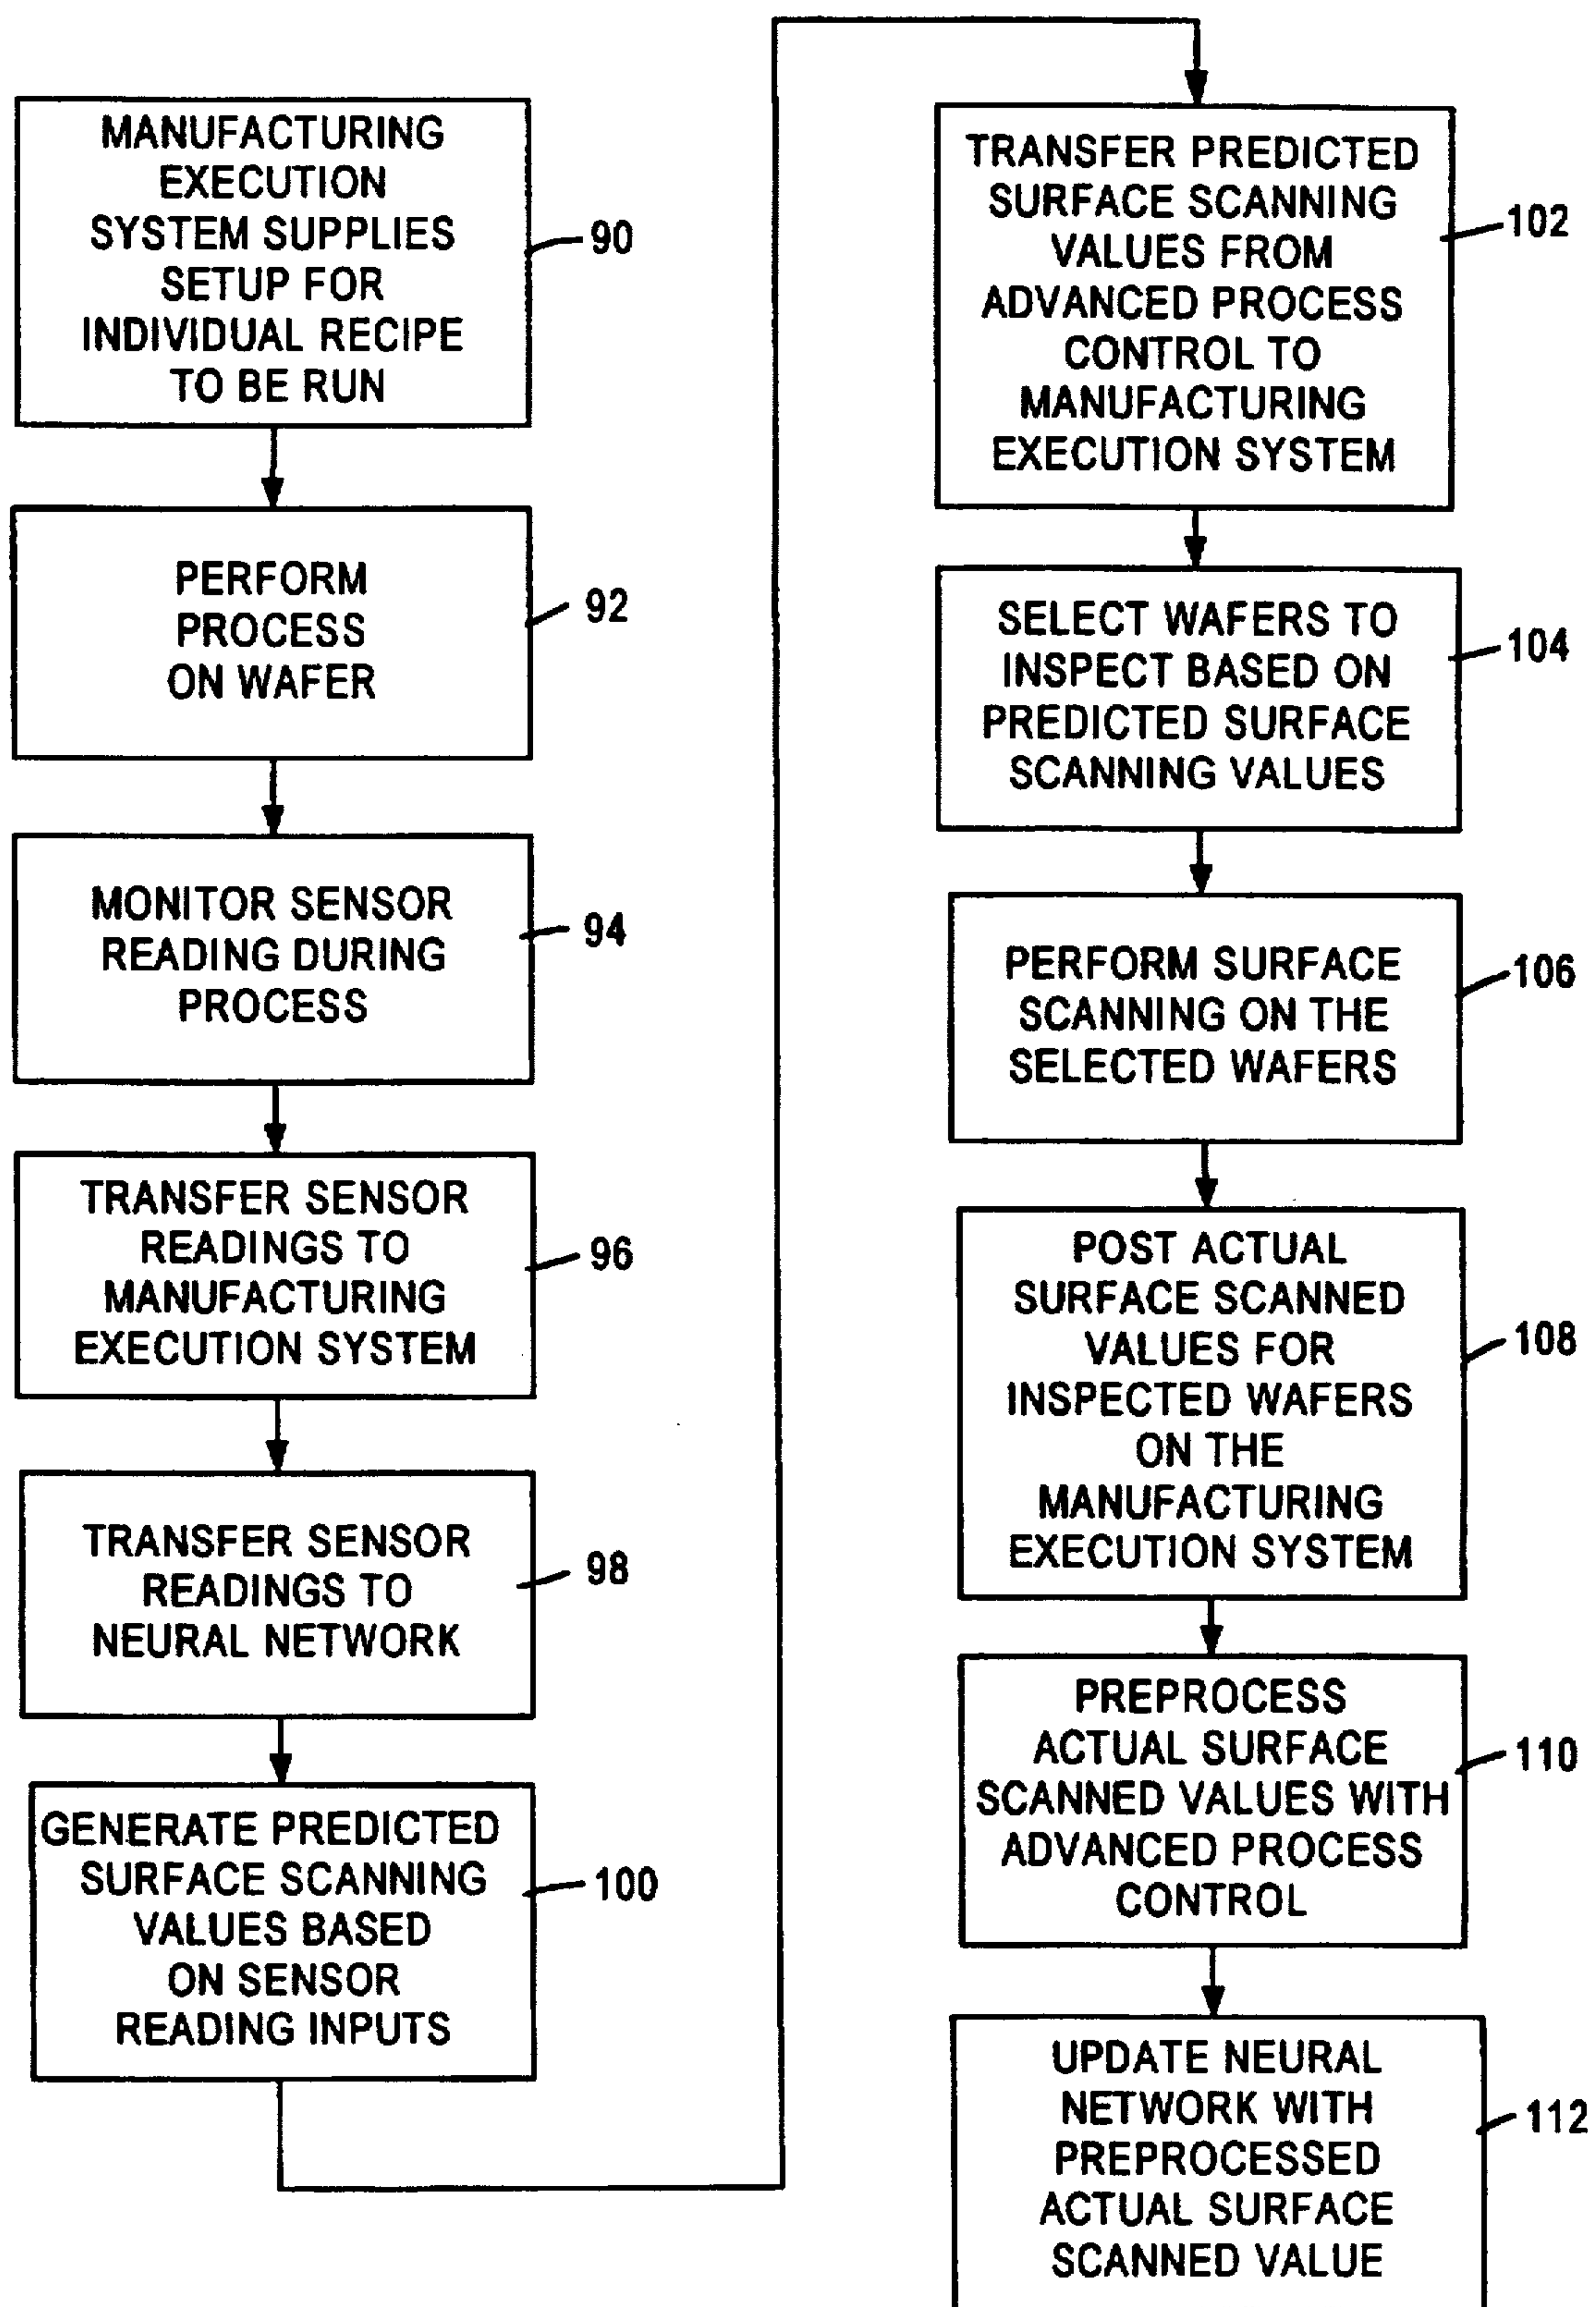 MANUFACTURING
EXECUTION
SYSTEM SUPPLIES
SETUP FOR
INDIVIDUAL RECIPE
TO BE RUN
90
PERFORM
PROCESS
ON WAFER
92
MONITOR SENSOR
READING DURING
PROCESS
94
TRANSFER SENSOR
READINGS TO
MANUFACTURING
EXECUTION SYSTEM
96
TRANSFER SENSOR
READINGS TO
NEURAL NETWORK
98
GENERATE PREDICTED
SURFACE SCANNING
VALUES BASED
ON SENSOR
READING INPUTS
100
TRANSFER PREDICTED
SURFACE SCANNING
VALUES FROM
ADVANCED PROCESS
CONTROL TO
MANUFACTURING
EXECUTION SYSTEM
102
SELECT WAFERS TO
INSPECT BASED ON
PREDICTED SURFACE
SCANNING VALUES
104
PERFORM SURFACE
SCANNING ON THE
SELECTED WAFERS
106
POST ACTUAL
SURFACE SCANNED
VALUES FOR
INSPECTED WAFERS
ON THE
MANUFACTURING
EXECUTION SYSTEM
108
PREPROCESS
ACTUAL SURFACE
SCANNED VALUES WITH
ADVANCED PROCESS
CONTROL
110
UPDATE NEURAL
NETWORK WITH
PREPROCESSED
ACTUAL SURFACE
SCANNED VALUE
112